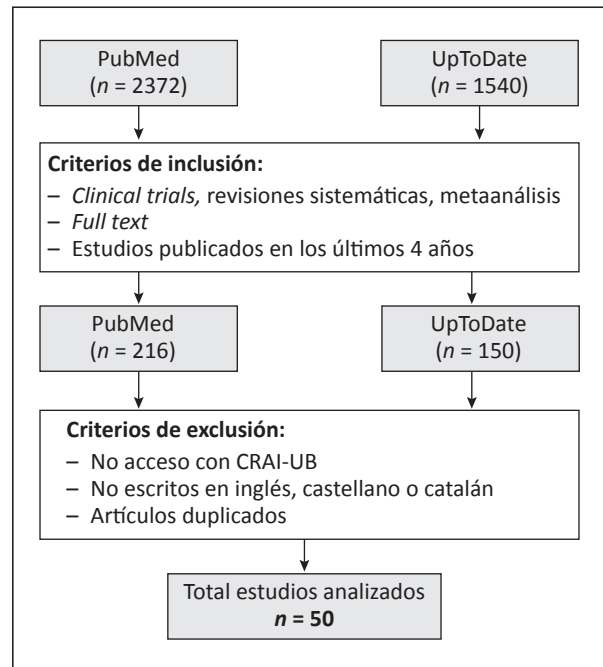 PubMed
(n = 2372)
UpToDate
(n = 1540)
Criterios de inclusión:
– Clinical trials, revisiones sistemáticas, metaanálisis
– Full text
– Estudios publicados en los últimos 4 años
PubMed
(n = 216)
UpToDate
(n = 150)
Criterios de exclusión:
– No acceso con CRAI-UB
– No escritos en inglés, castellano o catalán
– Artículos duplicados
Total estudios analizados
n = 50